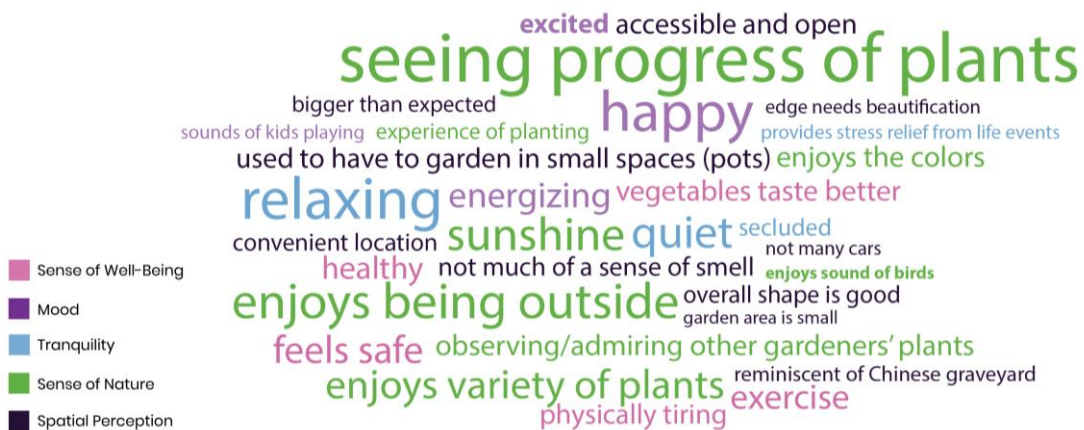 excited accessible and open
seeing progress of plants
bigger than expected happy edge needs beautification
sounds of kids playing experience of planting provides stress relief from life events
used to have to garden in small spaces (pots) enjoys the colors
relaxing energizing vegetables taste better
convenient location sunshine quiet secluded
not many cars
healthy not much of a sense of smell enjoys sound of birds
enjoys being outside overall shape is good
garden area is small
feels safe observing/admiring other gardeners' plants
enjoys variety of plants reminiscent of Chinese graveyard
physically tiring exercise
Sense of Well-Being
Mood
Tranquility
Sense of Nature
Spatial Perception